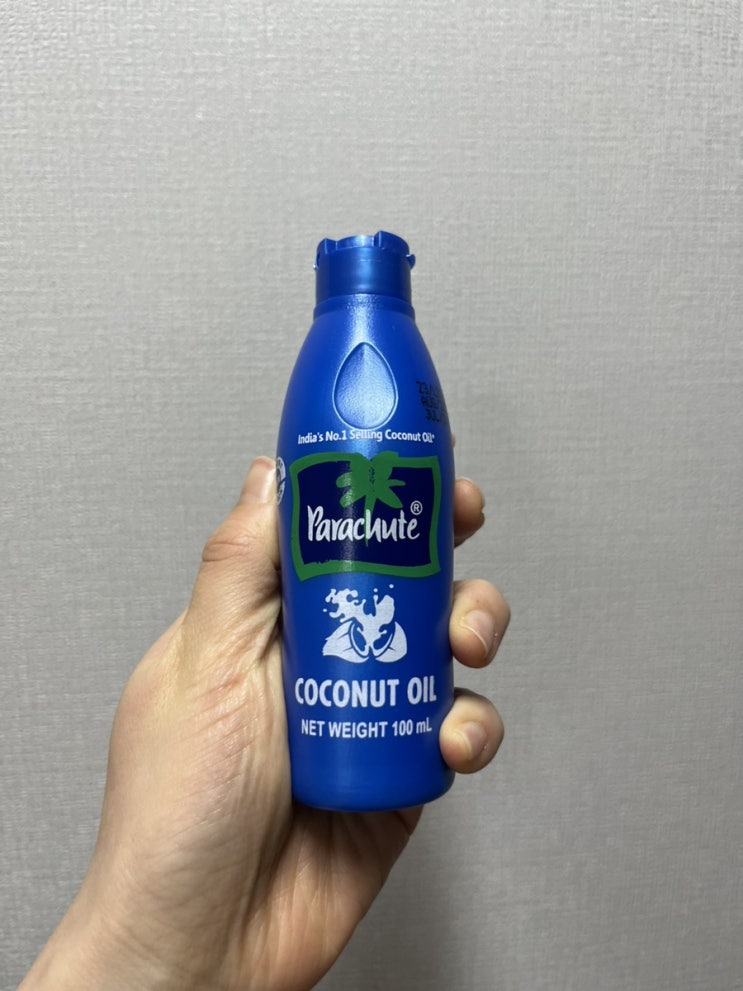 India's No.1 Selling Coconut Oil*
Parachute®
COCONUT OIL
NET WEIGHT 100 mL